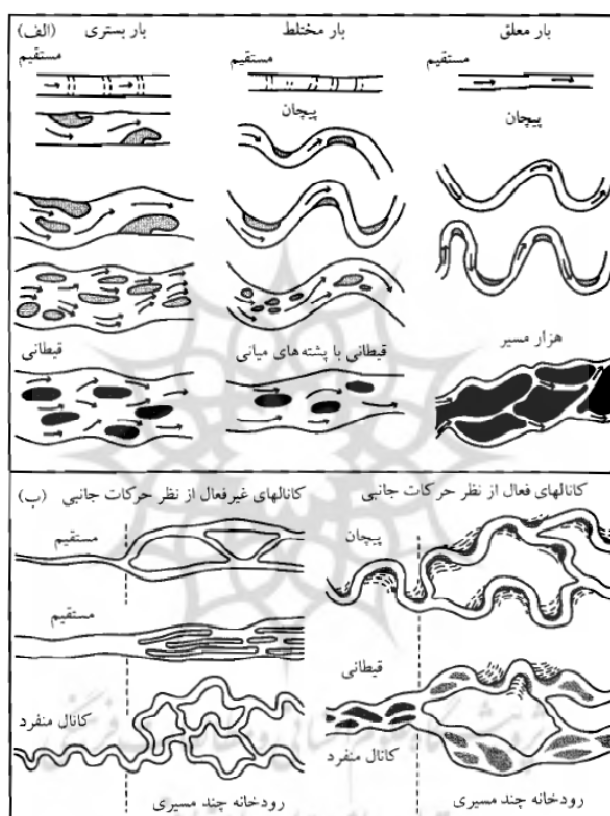 (الف) بار بستری
بار مختلط
بار معلق
مستقیم
مستقیم
مستقیم
پیچان
پیچان
هزار مسیر
قیطانی
قیطانی با پشته های میانی
(ب) کانالهای غیرفعال از نظر حرکات جانبی
کانالهای فعال از نظر حرکات جانبی
مستقیم
پیچان
مستقیم
قیطانی
کانال منفرد
کانال منفرد
رودخانه چند مسیری
رودخانه چند مسیری